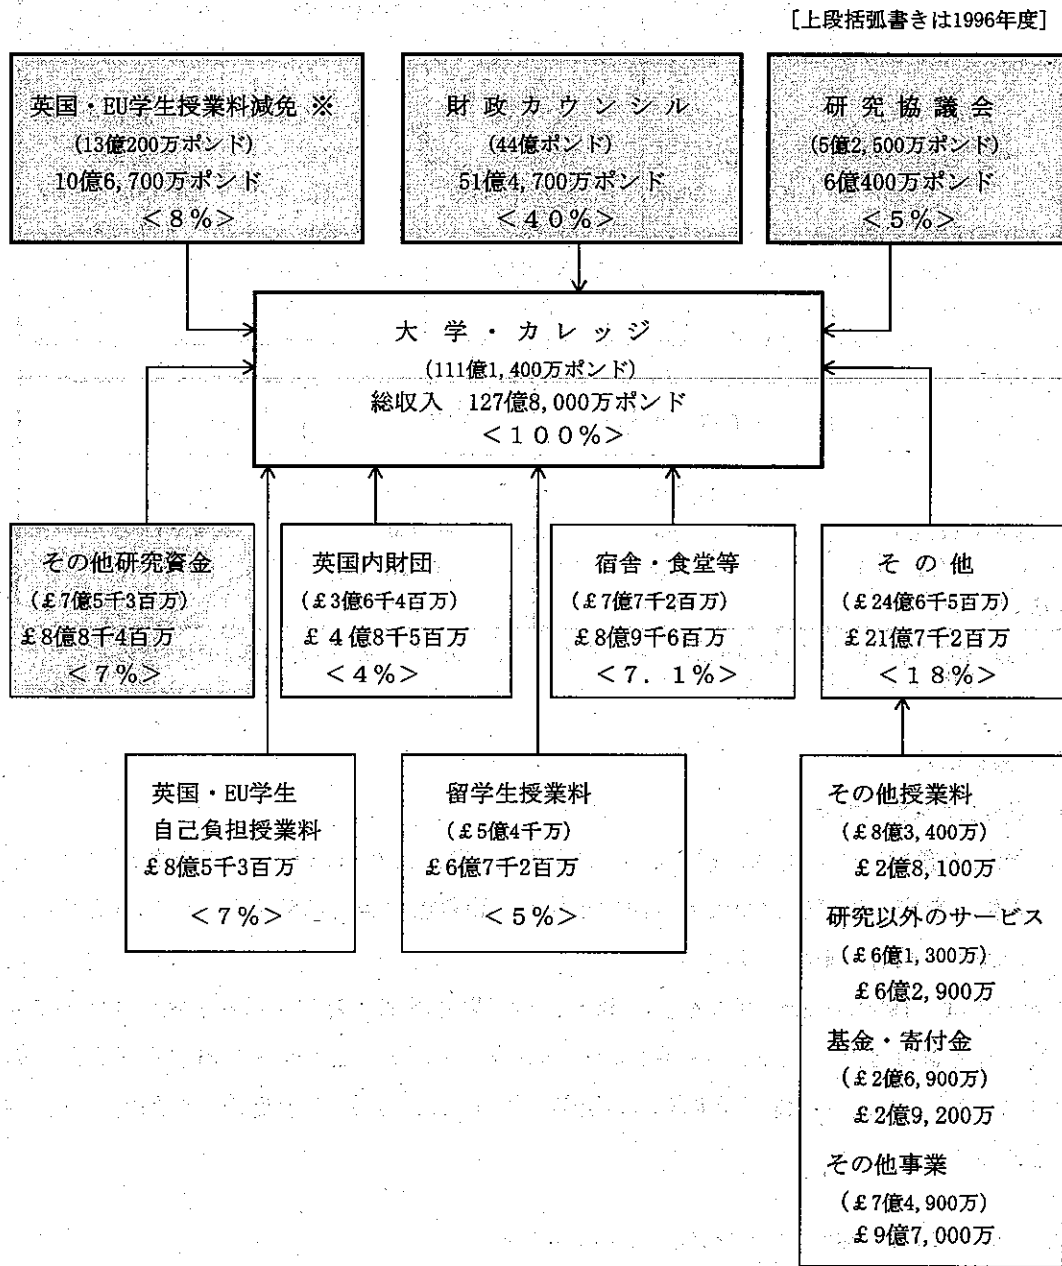 [上段括弧書きは1996年度]
英国・EU学生授業料減免 ※
(13億200万ポンド)
10億6,700万ポンド
<8%>
財政カウンシル
(44億ポンド)
51億4,700万ポンド
<40%>
研究協議会
(5億2,500万ポンド)
6億400万ポンド
<5%>
大学・カレッジ
(111億1,400万ポンド)
総収入 127億8,000万ポンド
<100%>
その他研究資金
(£7億5千3百万)
£8億8千4百万
<7%>
英国内財団
(£3億6千4百万)
£4億8千5百万
<4%>
宿舎・食堂等
(£7億7千2百万)
£8億9千6百万
<7.1%>
その他
(£24億6千5百万)
£21億7千2百万
<18%>
英国・EU学生
自己負担授業料
£8億5千3百万
<7%>
留学生授業料
(£5億4千万)
£6億7千2百万
<5%>
その他授業料
(£8億3,400万)
£2億8,100万
研究以外のサービス
(£6億1,300万)
£6億2,900万
基金・寄付金
(£2億6,900万)
£2億9,200万
その他事業
(£7億4,900万)
£9億7,000万